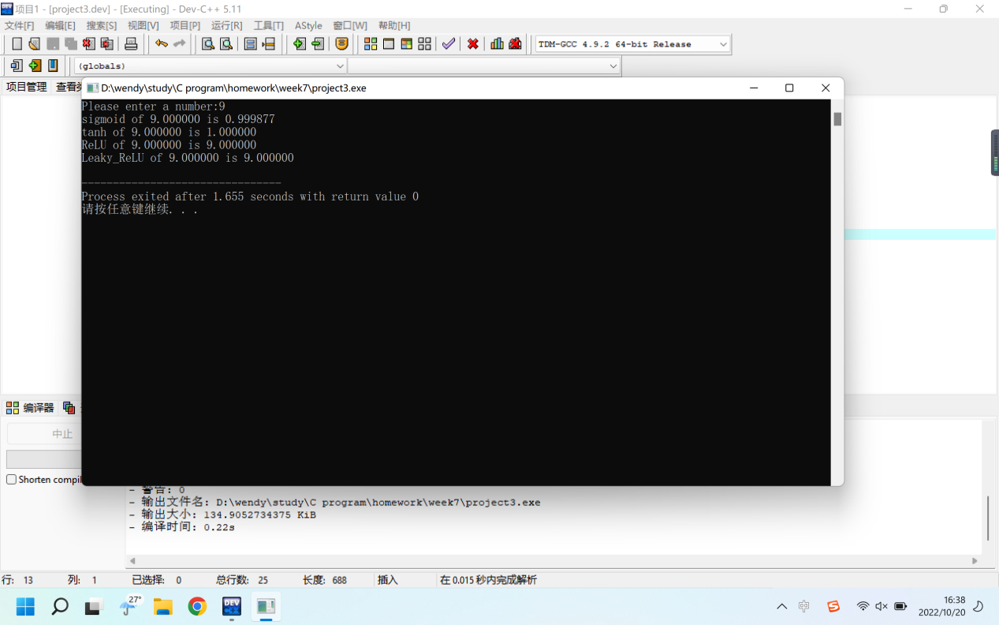 项目1 - [project3.dev] - [Executing] - Dev-C++ 5.11
文件[F] 编辑[E] 搜索[S] 视图[V] 项目[P] 运行[R] 工具[T] AStyle 窗口[W] 帮助[H]
TDM-GCC 4.9.2 64-bit Release
(globals)
项目管理 查看类
D:\wendy\study\C program\homework\week7\project3.exe
Please enter a number:9
sigmoid of 9.000000 is 0.999877
tanh of 9.000000 is 1.000000
ReLU of 9.000000 is 9.000000
Leaky_ReLU of 9.000000 is 9.000000
--------------------------------
Process exited after 1.655 seconds with return value 0
请按任意键继续. . .
编译器
中止
Shorten compil
- 警告: 0
- 输出文件名: D:\wendy\study\C program\homework\week7\project3.exe
- 输出大小: 134.9052734375 KiB
- 编译时间: 0.22s
行: 13 列: 1 已选择: 0 总行数: 25 长度: 688 插入 在 0.015 秒内完成解析
27°
DEV
中
16:38
2022/10/20